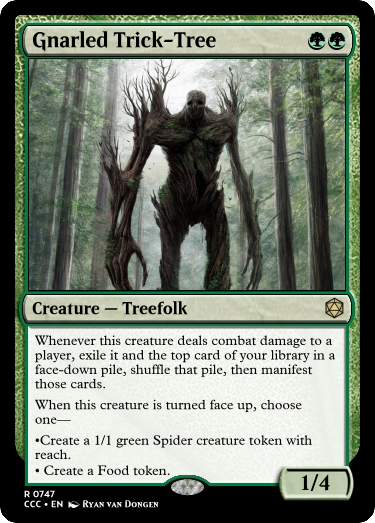 Gnarled Trick-Tree
Creature — Treefolk
Whenever this creature deals combat damage to a
player, exile it and the top card of your library in a
face-down pile, shuffle that pile, then manifest
those cards.
When this creature is turned face up, choose
one—
•Create a 1/1 green Spider creature token with
reach.
• Create a Food token.
1/4
R 0747
CCC • EN Ryan van Dongen